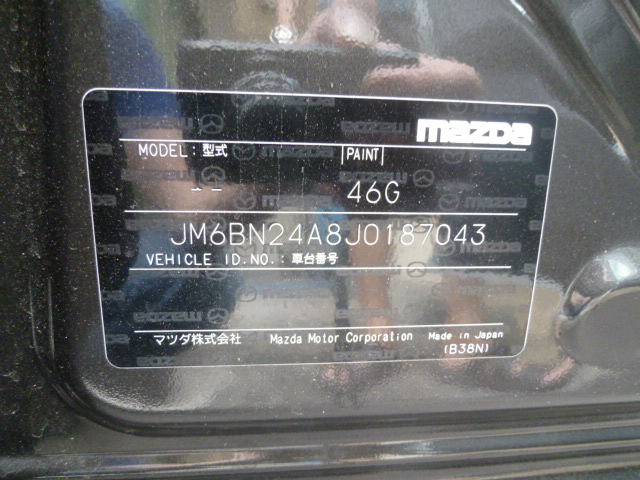 mazda
MODEL: 型式 PAINT
-- 46G
JM6BN24A8J0187043
VEHICLE ID.NO.: 車台番号
マツダ株式会社 Mazda Motor Corporation Made in Japan
(B38N)